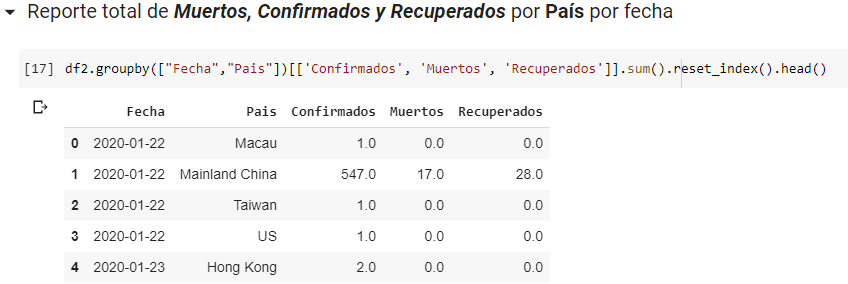 Reporte total de Muertos, Confirmados y Recuperados por País por fecha
[17] df2.groupby(["Fecha","Pais"])[['Confirmados', 'Muertos', 'Recuperados']].sum().reset_index().head()
Fecha Pais Confirmados Muertos Recuperados
0 2020-01-22 Macau 1.0 0.0 0.0
1 2020-01-22 Mainland China 547.0 17.0 28.0
2 2020-01-22 Taiwan 1.0 0.0 0.0
3 2020-01-22 US 1.0 0.0 0.0
4 2020-01-23 Hong Kong 2.0 0.0 0.0